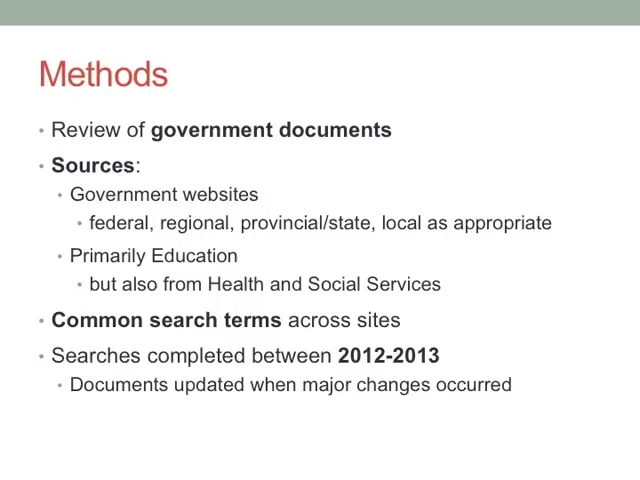 Methods
• Review of government documents
• Sources:
• Government websites
• federal, regional, provincial/state, local as appropriate
• Primarily Education
• but also from Health and Social Services
• Common search terms across sites
• Searches completed between 2012-2013
• Documents updated when major changes occurred